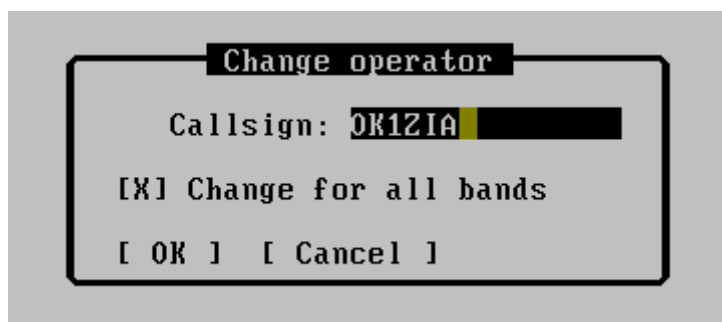 Change operator
Callsign: OK1ZIA
[X] Change for all bands
[ OK ] [ Cancel ]